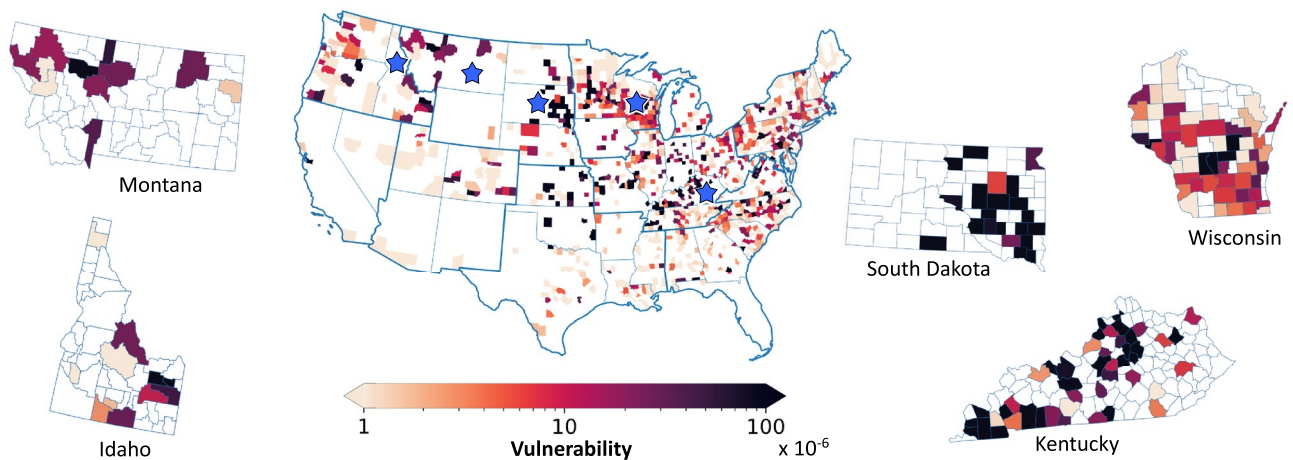 Montana
Idaho
1 10 100
Vulnerability x 10-6
South Dakota
Wisconsin
Kentucky